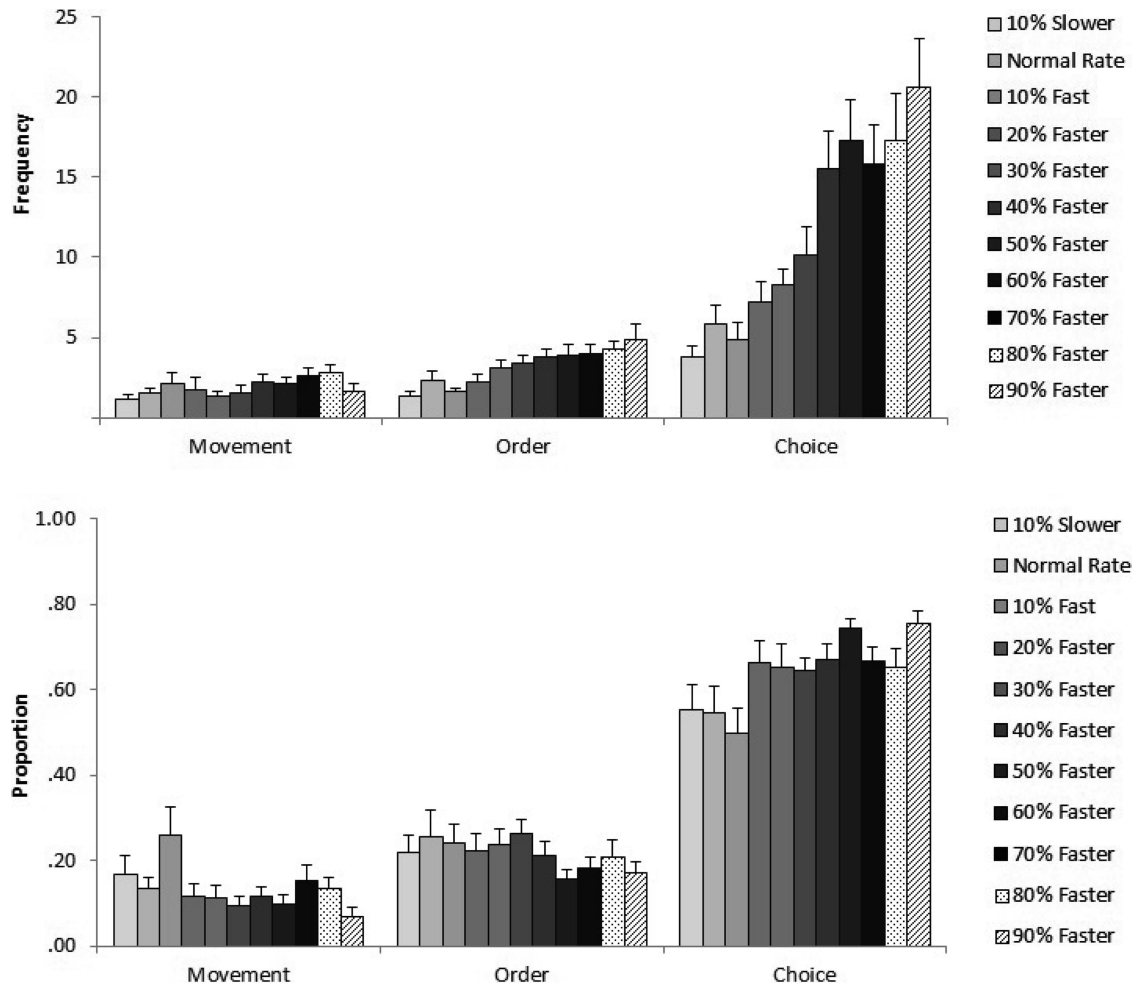 25
20
15
10
5
Frequency
Movement
Order
Choice
10% Slower
Normal Rate
10% Fast
20% Faster
30% Faster
40% Faster
50% Faster
60% Faster
70% Faster
80% Faster
90% Faster
1.00
.80
.60
.40
.20
.00
Proportion
Movement
Order
Choice
10% Slower
Normal Rate
10% Fast
20% Faster
30% Faster
40% Faster
50% Faster
60% Faster
70% Faster
80% Faster
90% Faster